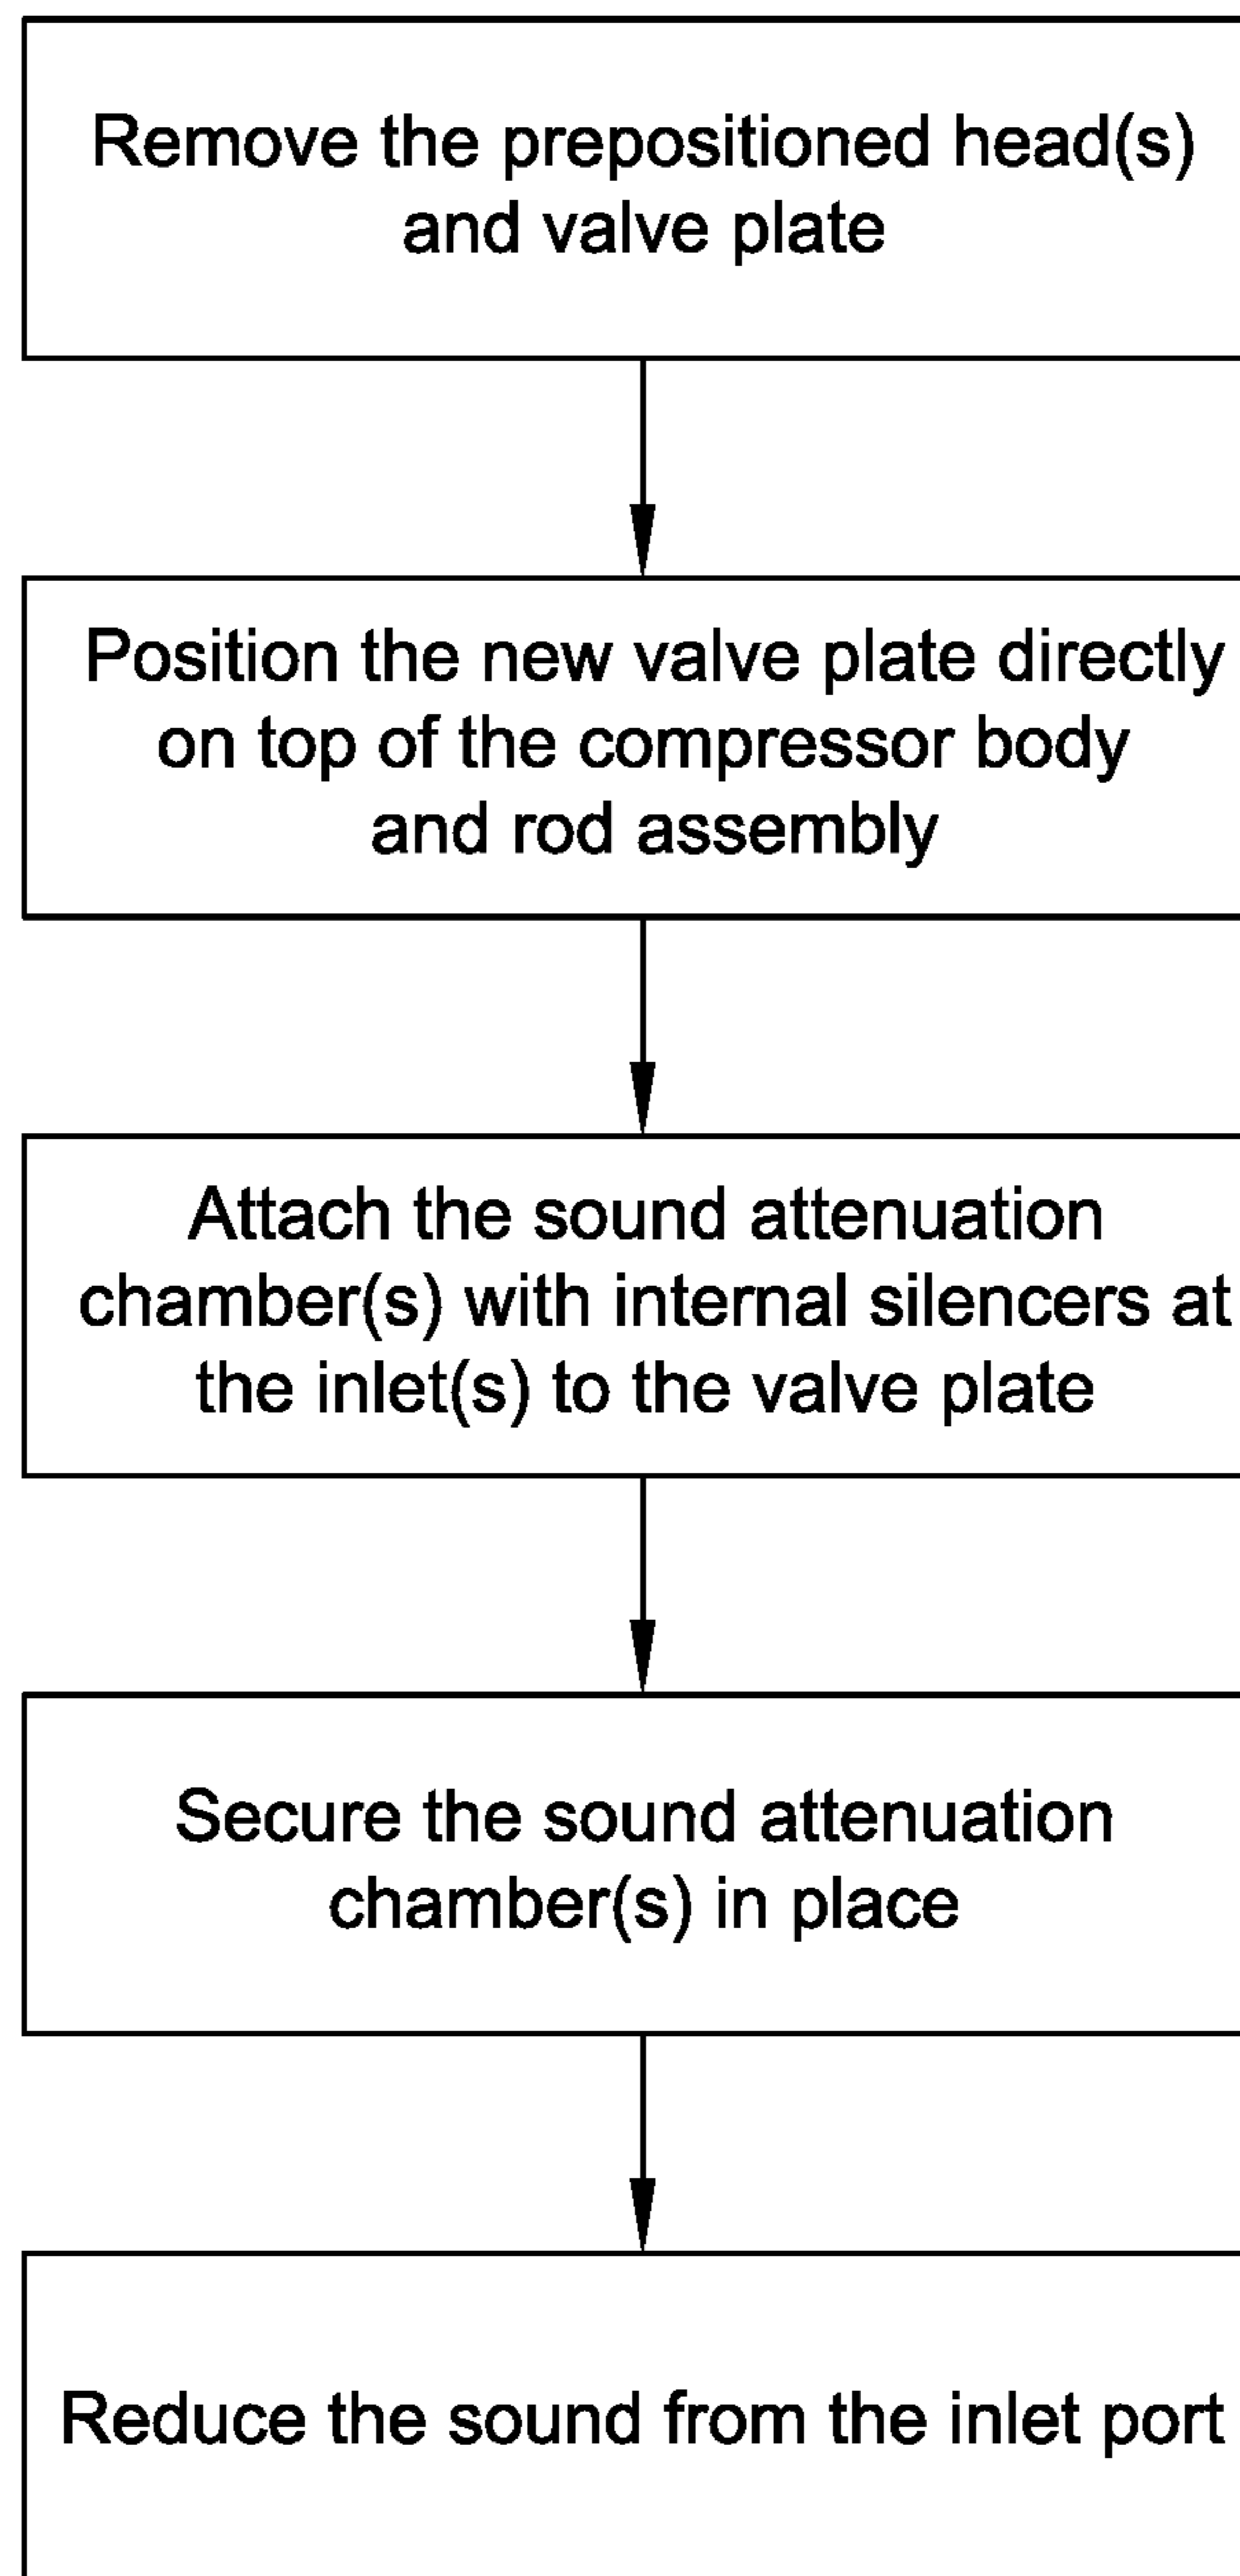 Remove the prepositioned head(s)
and valve plate
Position the new valve plate directly
on top of the compressor body
and rod assembly
Attach the sound attenuation
chamber(s) with internal silencers at
the inlet(s) to the valve plate
Secure the sound attenuation
chamber(s) in place
Reduce the sound from the inlet port